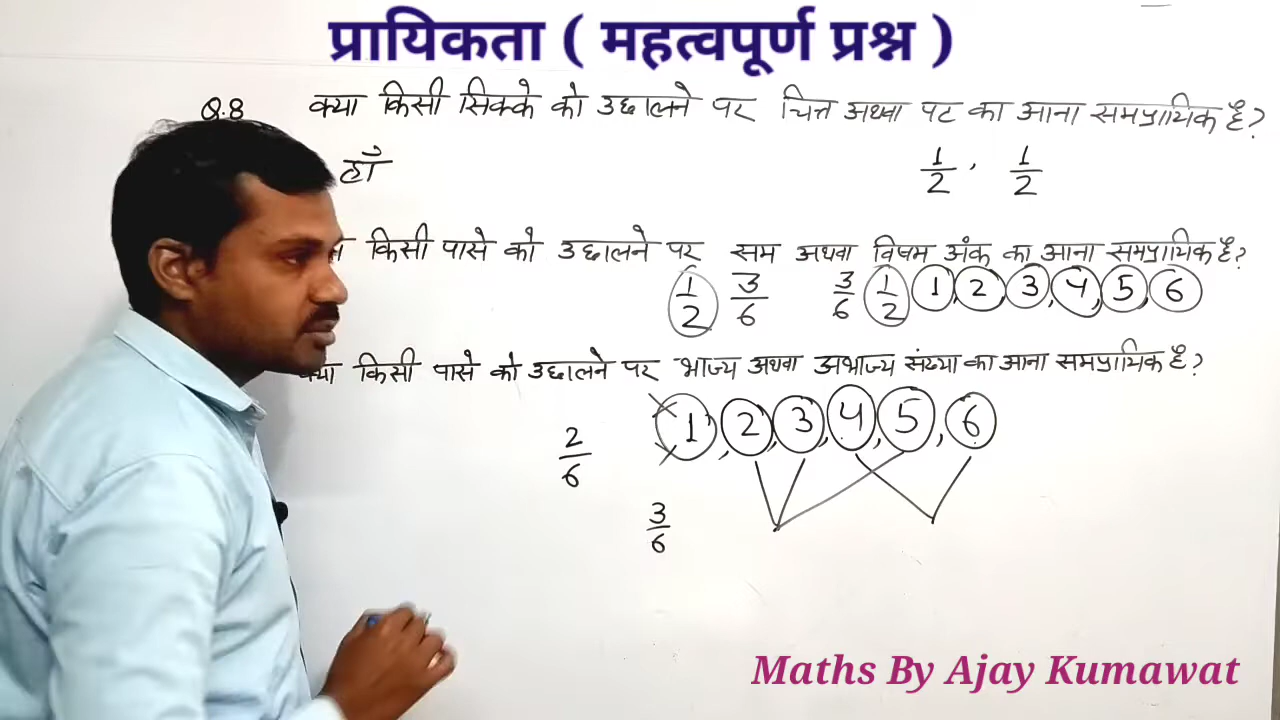 प्रायिकता ( महत्वपूर्ण प्रश्न )
Q.8 क्या किसी सिक्के को उछालने पर चित्त अथवा पट का आना समप्रायिक है?
हाँ 1/2 , 1/2
किसी पासे को उछालने पर सम अथवा विषम अंक का आना समप्रायिक है?
1/2 3/6 3/6 1/2 1, 2, 3, 4, 5, 6
क्या किसी पासे को उछालने पर भाज्य अथवा अभाज्य संख्या का आना समप्रायिक है?
1, 2, 3, 4, 5, 6
2/6
3/6
Maths By Ajay Kumawat